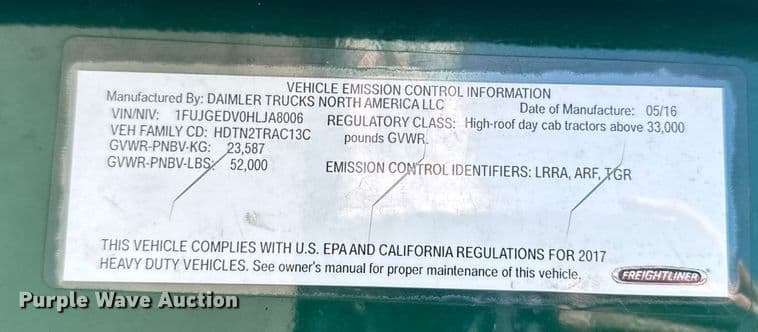 VEHICLE EMISSION CONTROL INFORMATION
Manufactured By: DAIMLER TRUCKS NORTH AMERICA LLC Date of Manufacture: 05/16
VIN/NIV: 1FUJGEDV0HLJA8006 REGULATORY CLASS: High-roof day cab tractors above 33,000
VEH FAMILY CD: HDTN2TRAC13C pounds GVWR.
GVWR-PNBV-KG: 23,587
GVWR-PNBV-LBS: 52,000 EMISSION CONTROL IDENTIFIERS: LRRA, ARF, TGR
THIS VEHICLE COMPLIES WITH U.S. EPA AND CALIFORNIA REGULATIONS FOR 2017
HEAVY DUTY VEHICLES. See owner's manual for proper maintenance of this vehicle.
FREIGHTLINER
Purple Wave Auction